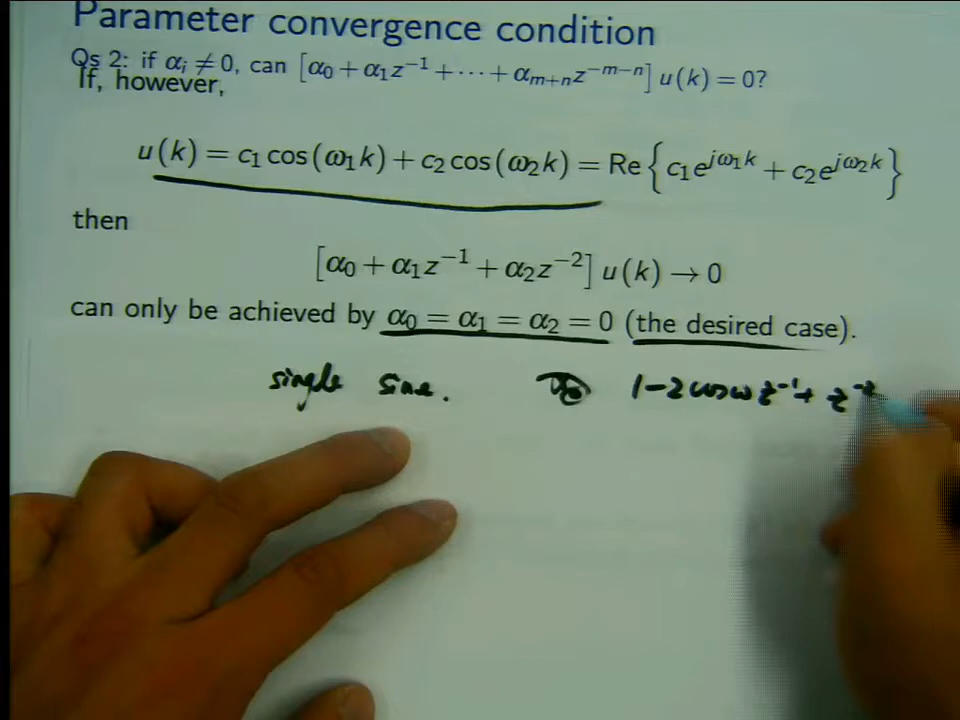 Parameter convergence condition
Qs 2: if αᵢ ≠ 0, can [α₀ + α₁z⁻¹ + ⋯ + αₘ₊ₙz⁻ᵐ⁻ⁿ] u(k) = 0?
If, however,
u(k) = c₁ cos(ω₁k) + c₂ cos(ω₂k) = Re{c₁e^{jω₁k} + c₂e^{jω₂k}}
then
[α₀ + α₁z⁻¹ + α₂z⁻²] u(k) → 0
can only be achieved by α₀ = α₁ = α₂ = 0 (the desired case).
single sine. 1−2cosω z⁻¹ + z⁻²